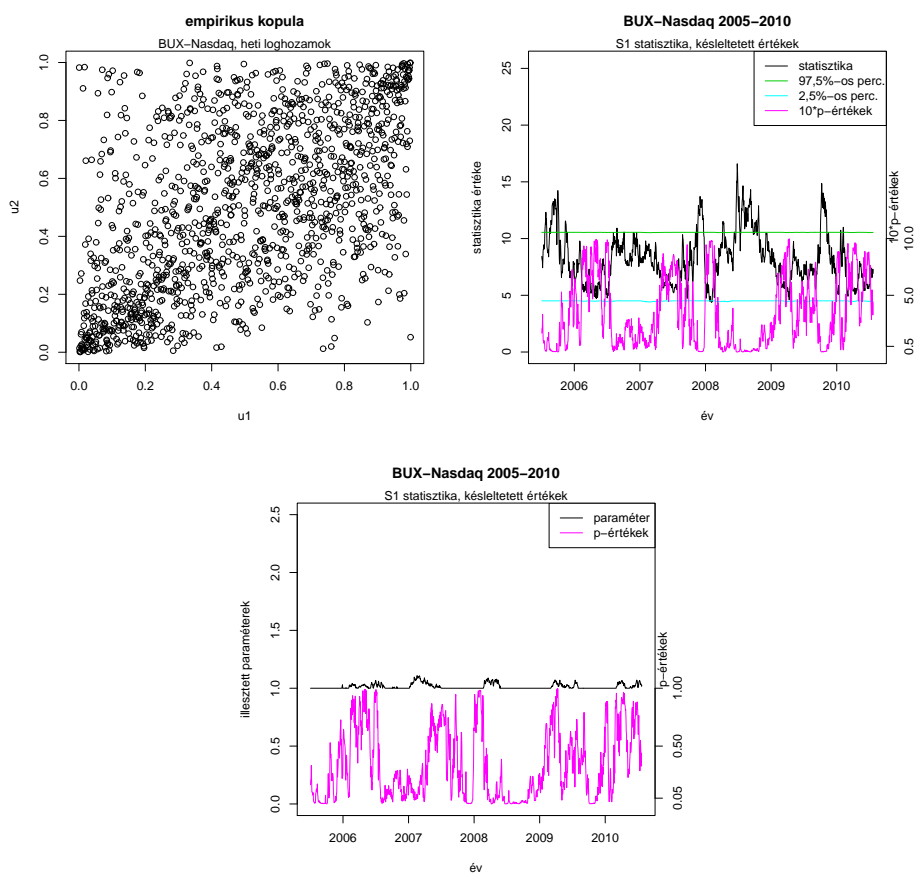 empirikus kopula
BUX−Nasdaq, heti loghozamok
1.0
0.8
0.6
0.4
0.2
0.0
u2
0.0 0.2 0.4 0.6 0.8 1.0
u1
BUX−Nasdaq 2005−2010
S1 statisztika, késleltetett értékek
statisztika
97,5%−os perc.
2,5%−os perc.
10*p−értékek
25
20
15
10
5
0
statisztika értéke
10*p−értékek
10.0
5.0
0.5
2006 2007 2008 2009 2010
év
BUX−Nasdaq 2005−2010
S1 statisztika, késleltetett értékek
paraméter
p−értékek
2.5
2.0
1.5
1.0
0.5
0.0
illesztett paraméterek
p−értékek
1.00
0.50
0.05
2006 2007 2008 2009 2010
év